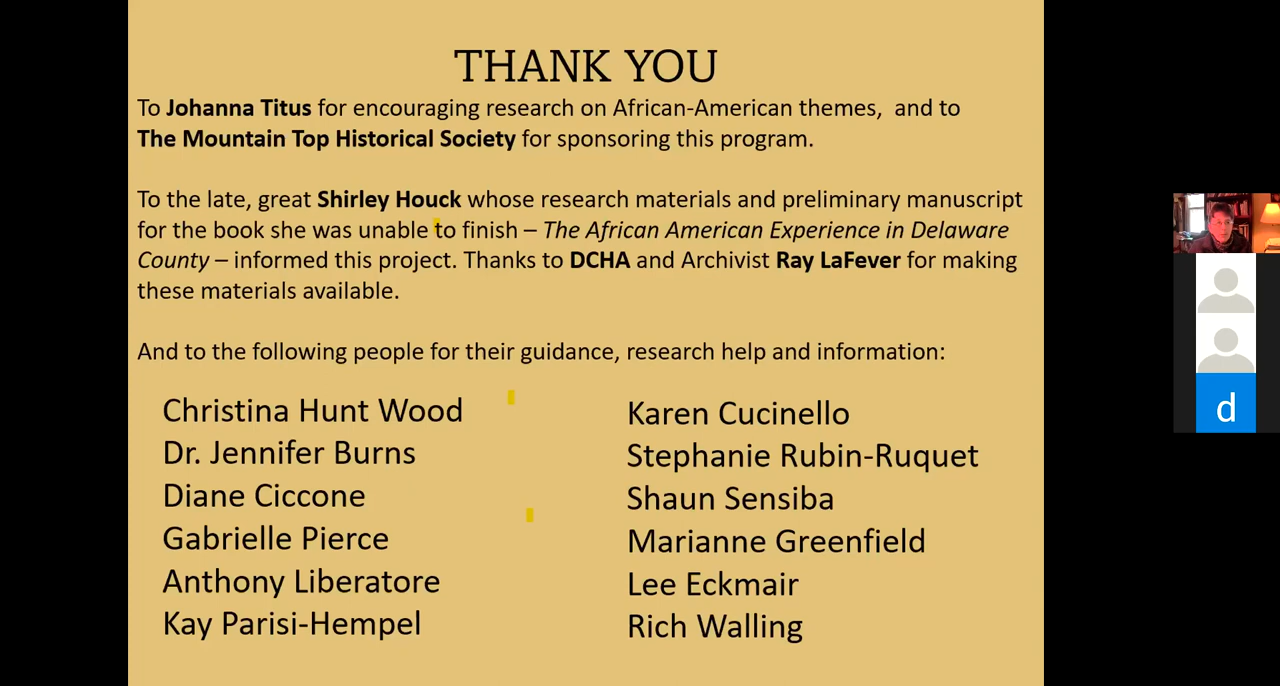 THANK YOU
To Johanna Titus for encouraging research on African-American themes, and to
The Mountain Top Historical Society for sponsoring this program.
To the late, great Shirley Houck whose research materials and preliminary manuscript
for the book she was unable to finish – The African American Experience in Delaware
County – informed this project. Thanks to DCHA and Archivist Ray LaFever for making
these materials available.
And to the following people for their guidance, research help and information:
Christina Hunt Wood
Dr. Jennifer Burns
Diane Ciccone
Gabrielle Pierce
Anthony Liberatore
Kay Parisi-Hempel
Karen Cucinello
Stephanie Rubin-Ruquet
Shaun Sensiba
Marianne Greenfield
Lee Eckmair
Rich Walling
d